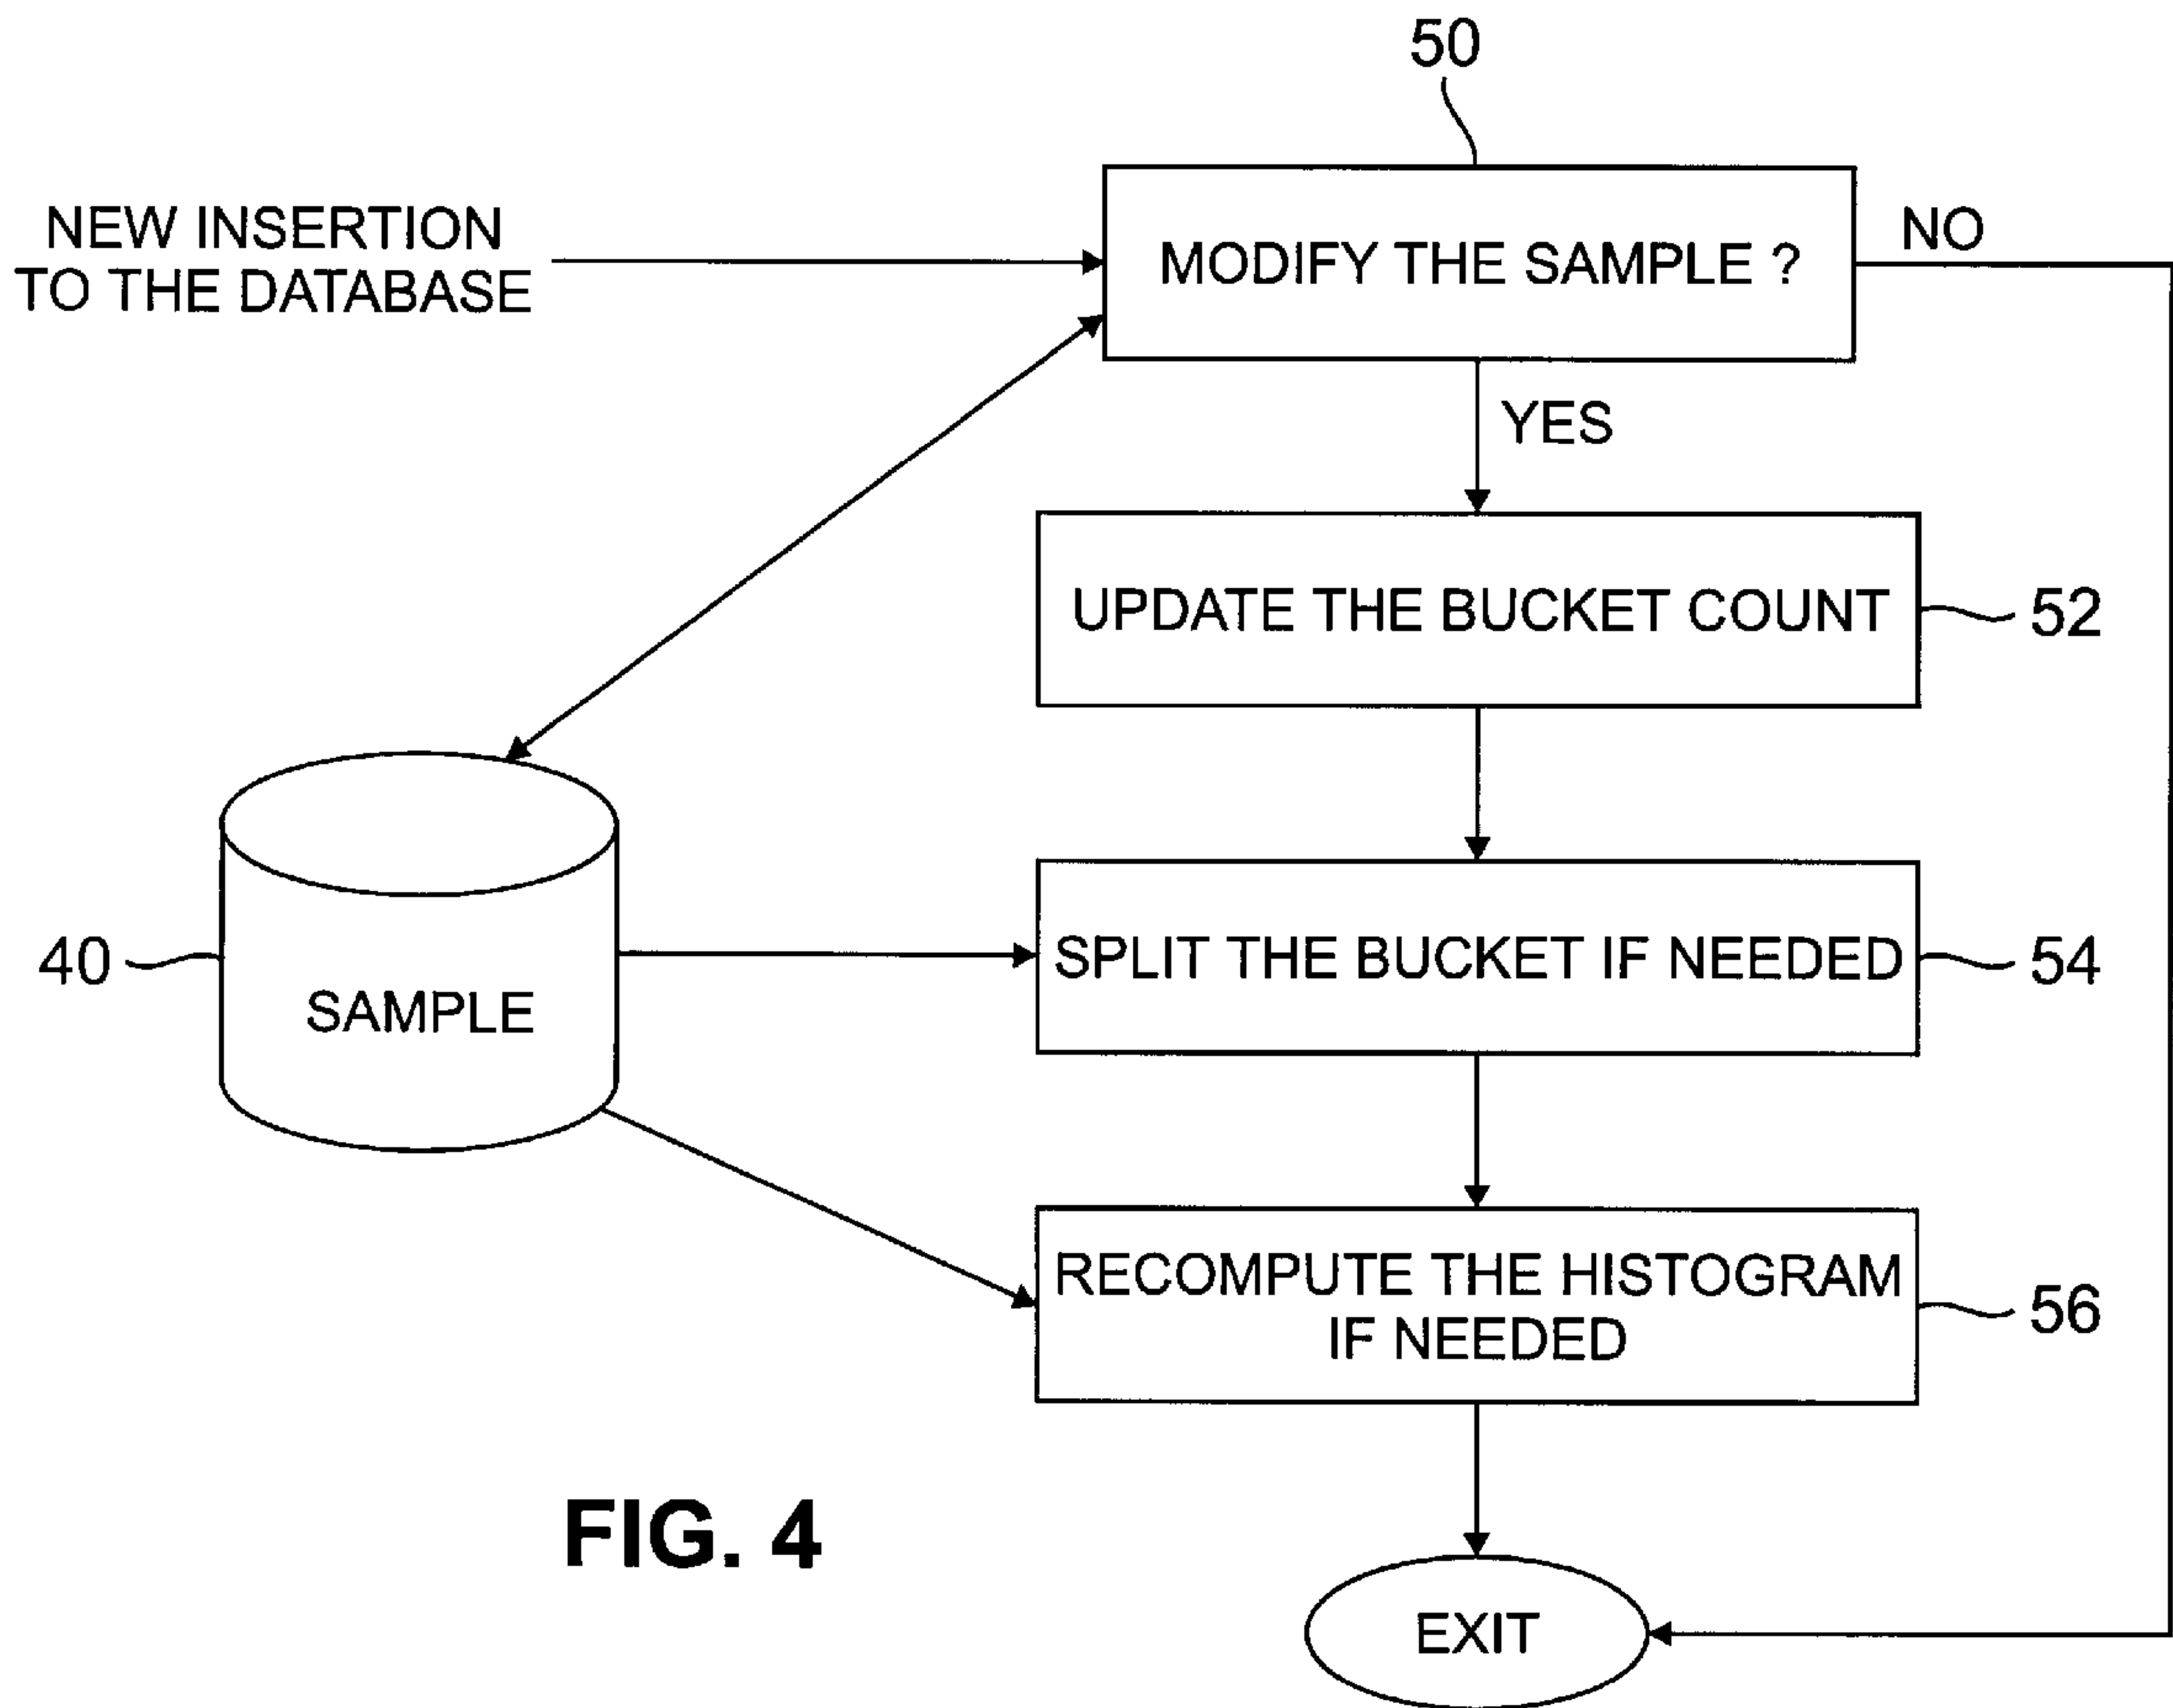 50
NEW INSERTION
TO THE DATABASE
MODIFY THE SAMPLE ?
NO
YES
UPDATE THE BUCKET COUNT
52
40
SAMPLE
SPLIT THE BUCKET IF NEEDED
54
RECOMPUTE THE HISTOGRAM
IF NEEDED
56
FIG. 4
EXIT